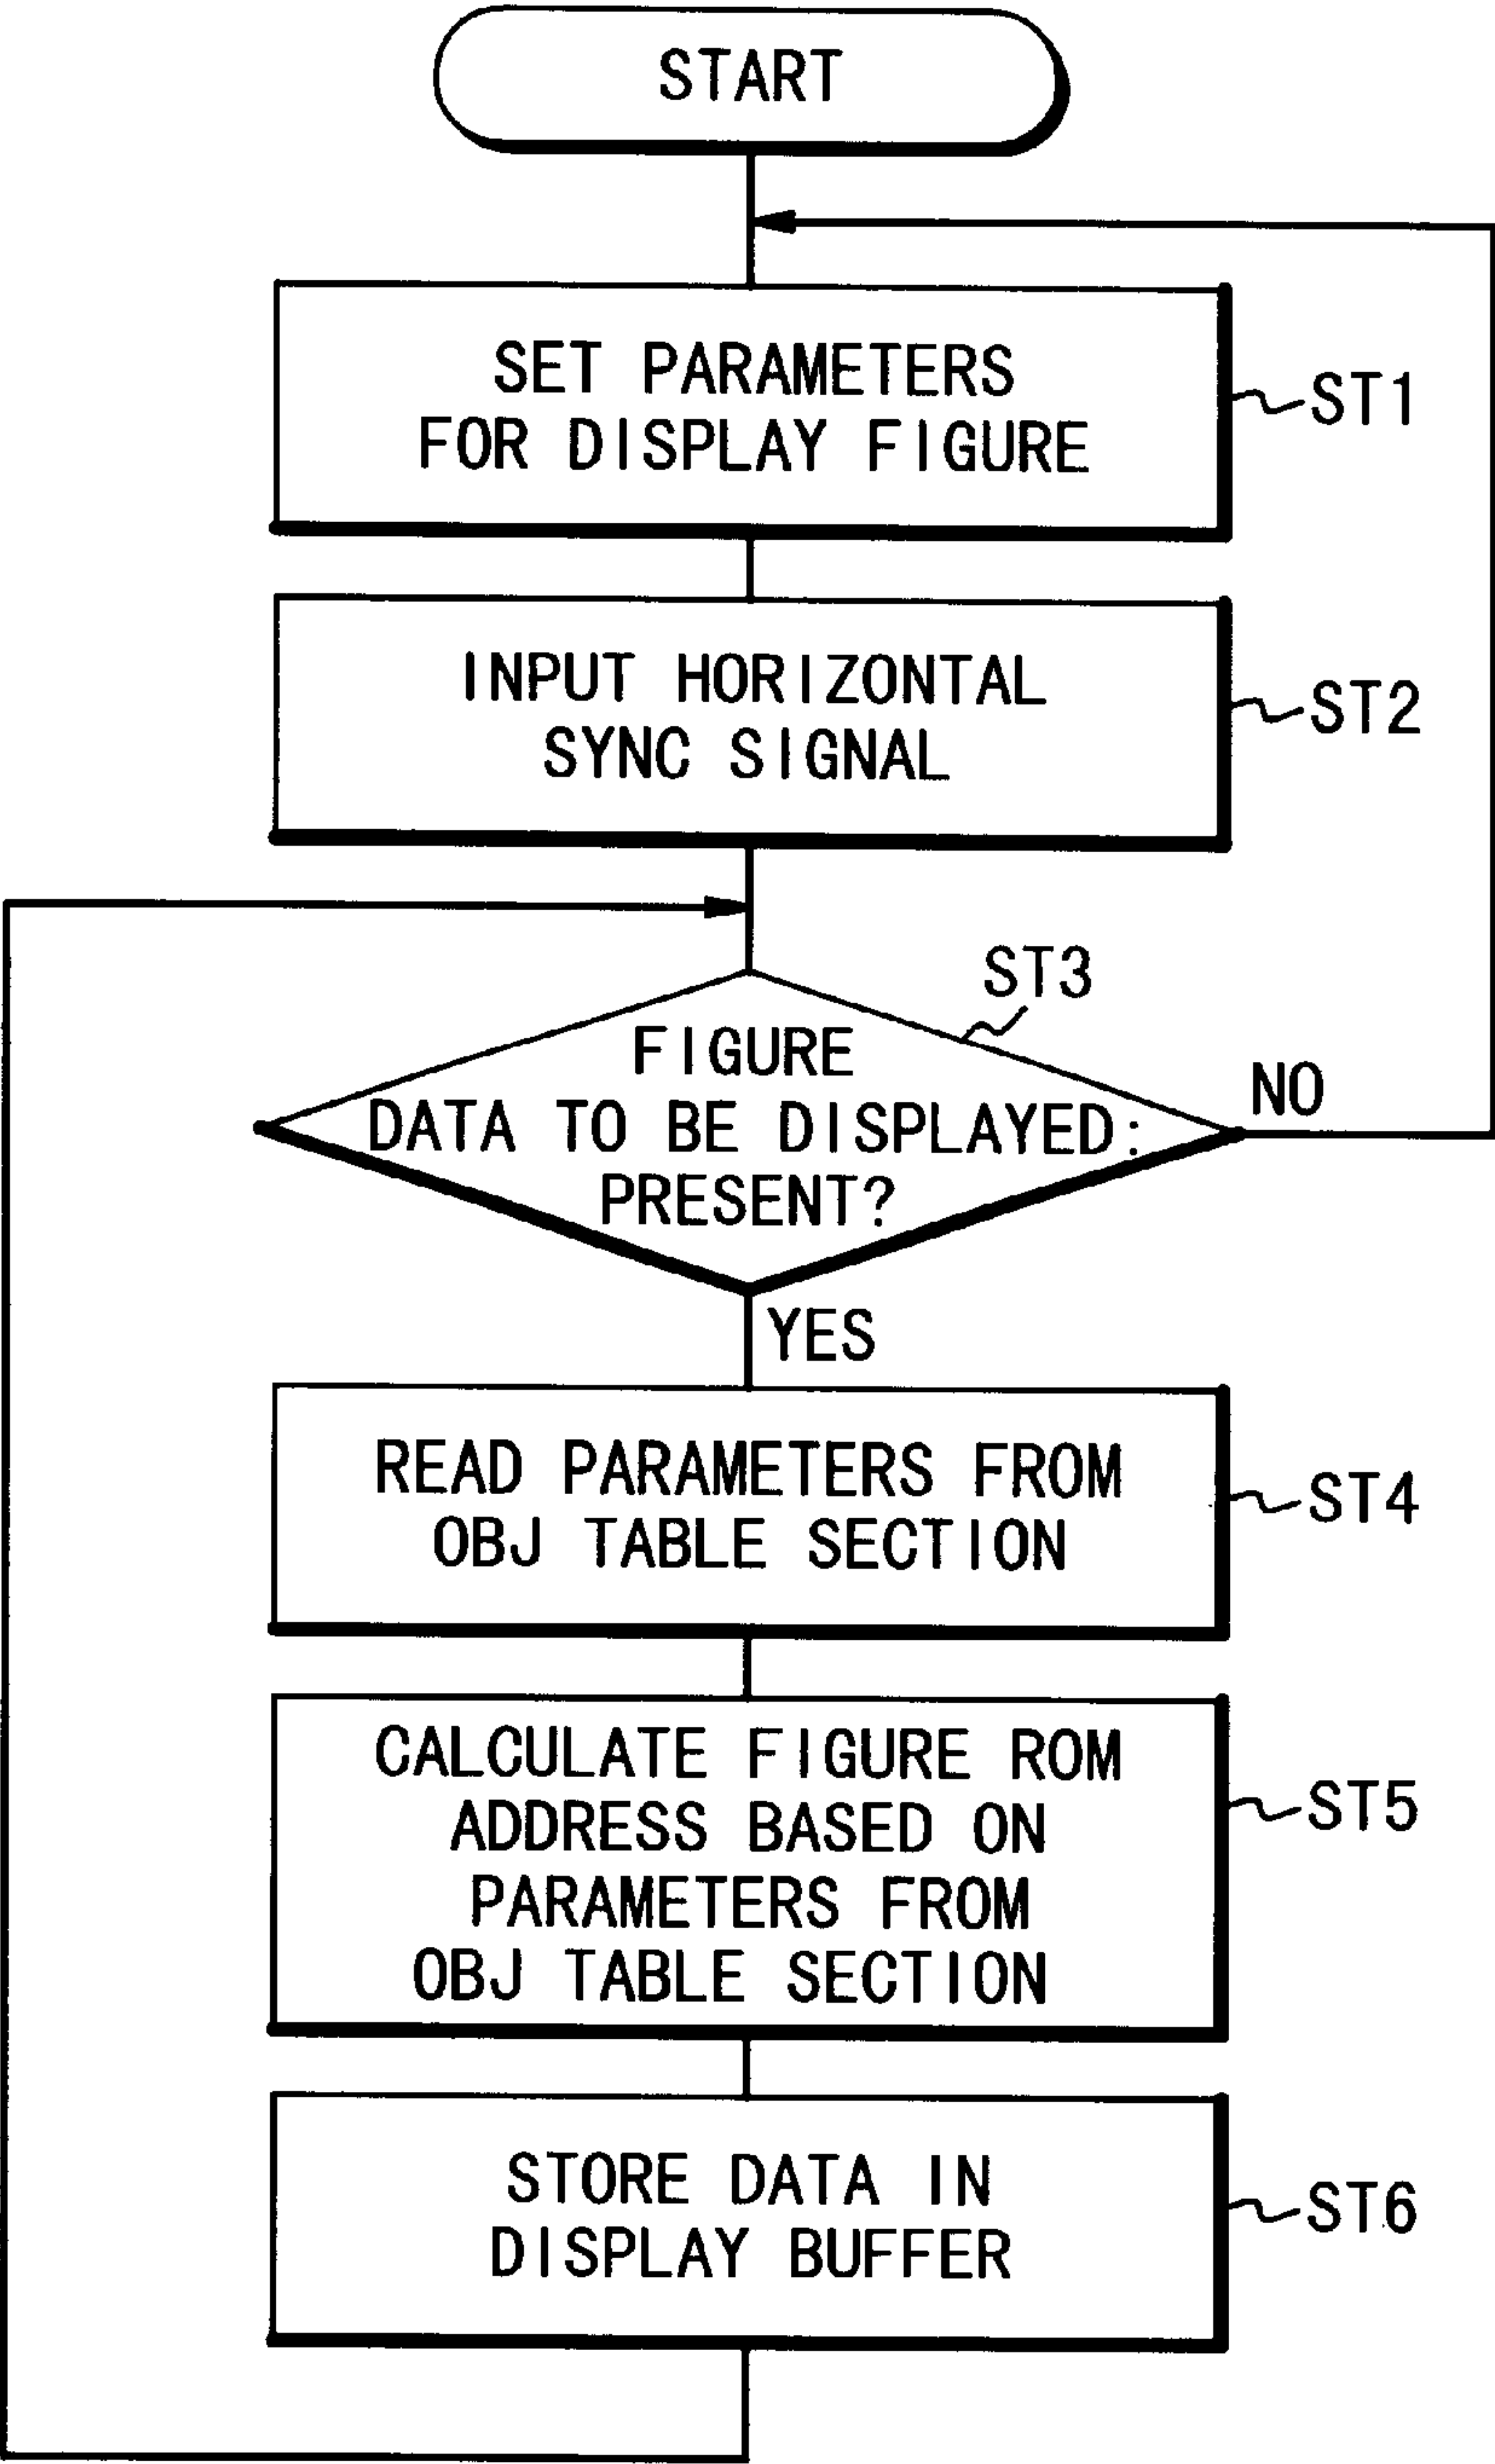 START
SET PARAMETERS
FOR DISPLAY FIGURE
ST1
INPUT HORIZONTAL
SYNC SIGNAL
ST2
ST3
FIGURE
DATA TO BE DISPLAYED:
PRESENT?
NO
YES
READ PARAMETERS FROM
OBJ TABLE SECTION
ST4
CALCULATE FIGURE ROM
ADDRESS BASED ON
PARAMETERS FROM
OBJ TABLE SECTION
ST5
STORE DATA IN
DISPLAY BUFFER
ST6